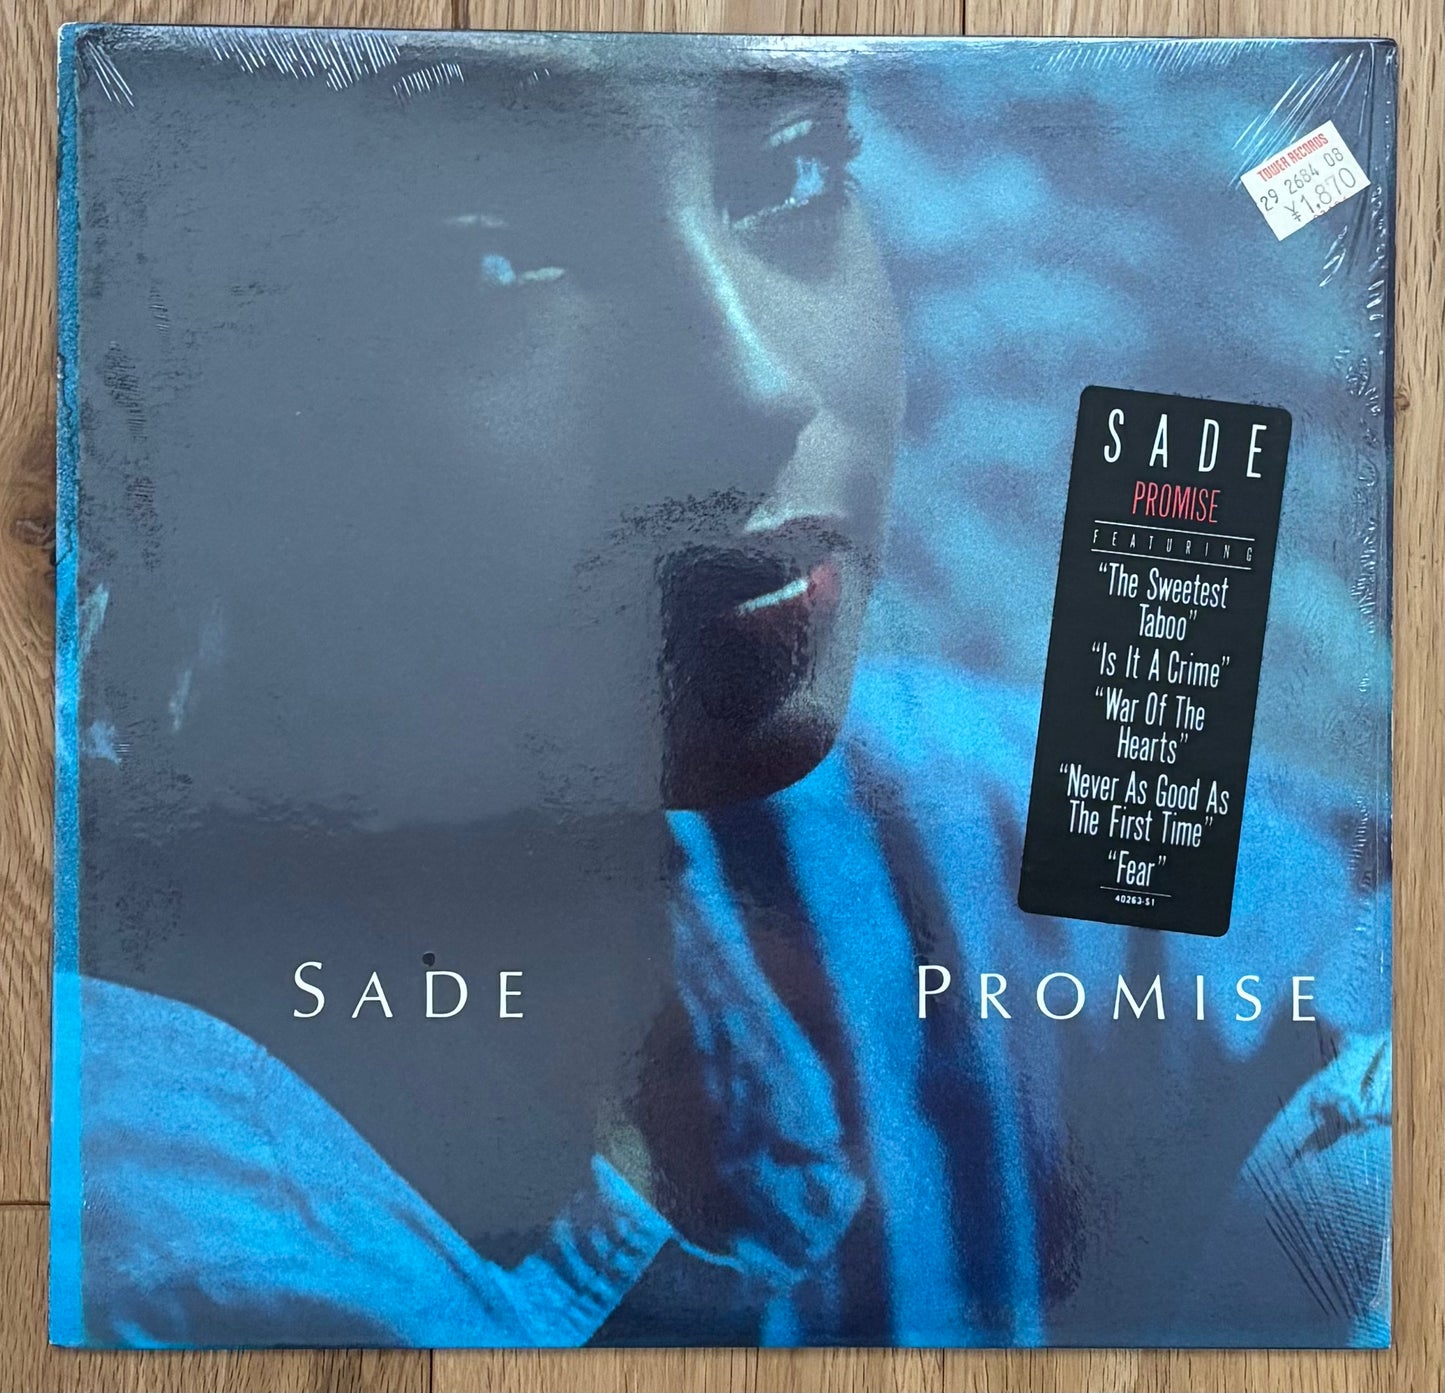 TOWER RECORDS
29 2684 08
¥1,870
SADE
PROMISE
FEATURING
“The Sweetest
Taboo”
“Is It A Crime”
“War Of The
Hearts”
“Never As Good As
The First Time”
“Fear”
40263-S1
SADE PROMISE